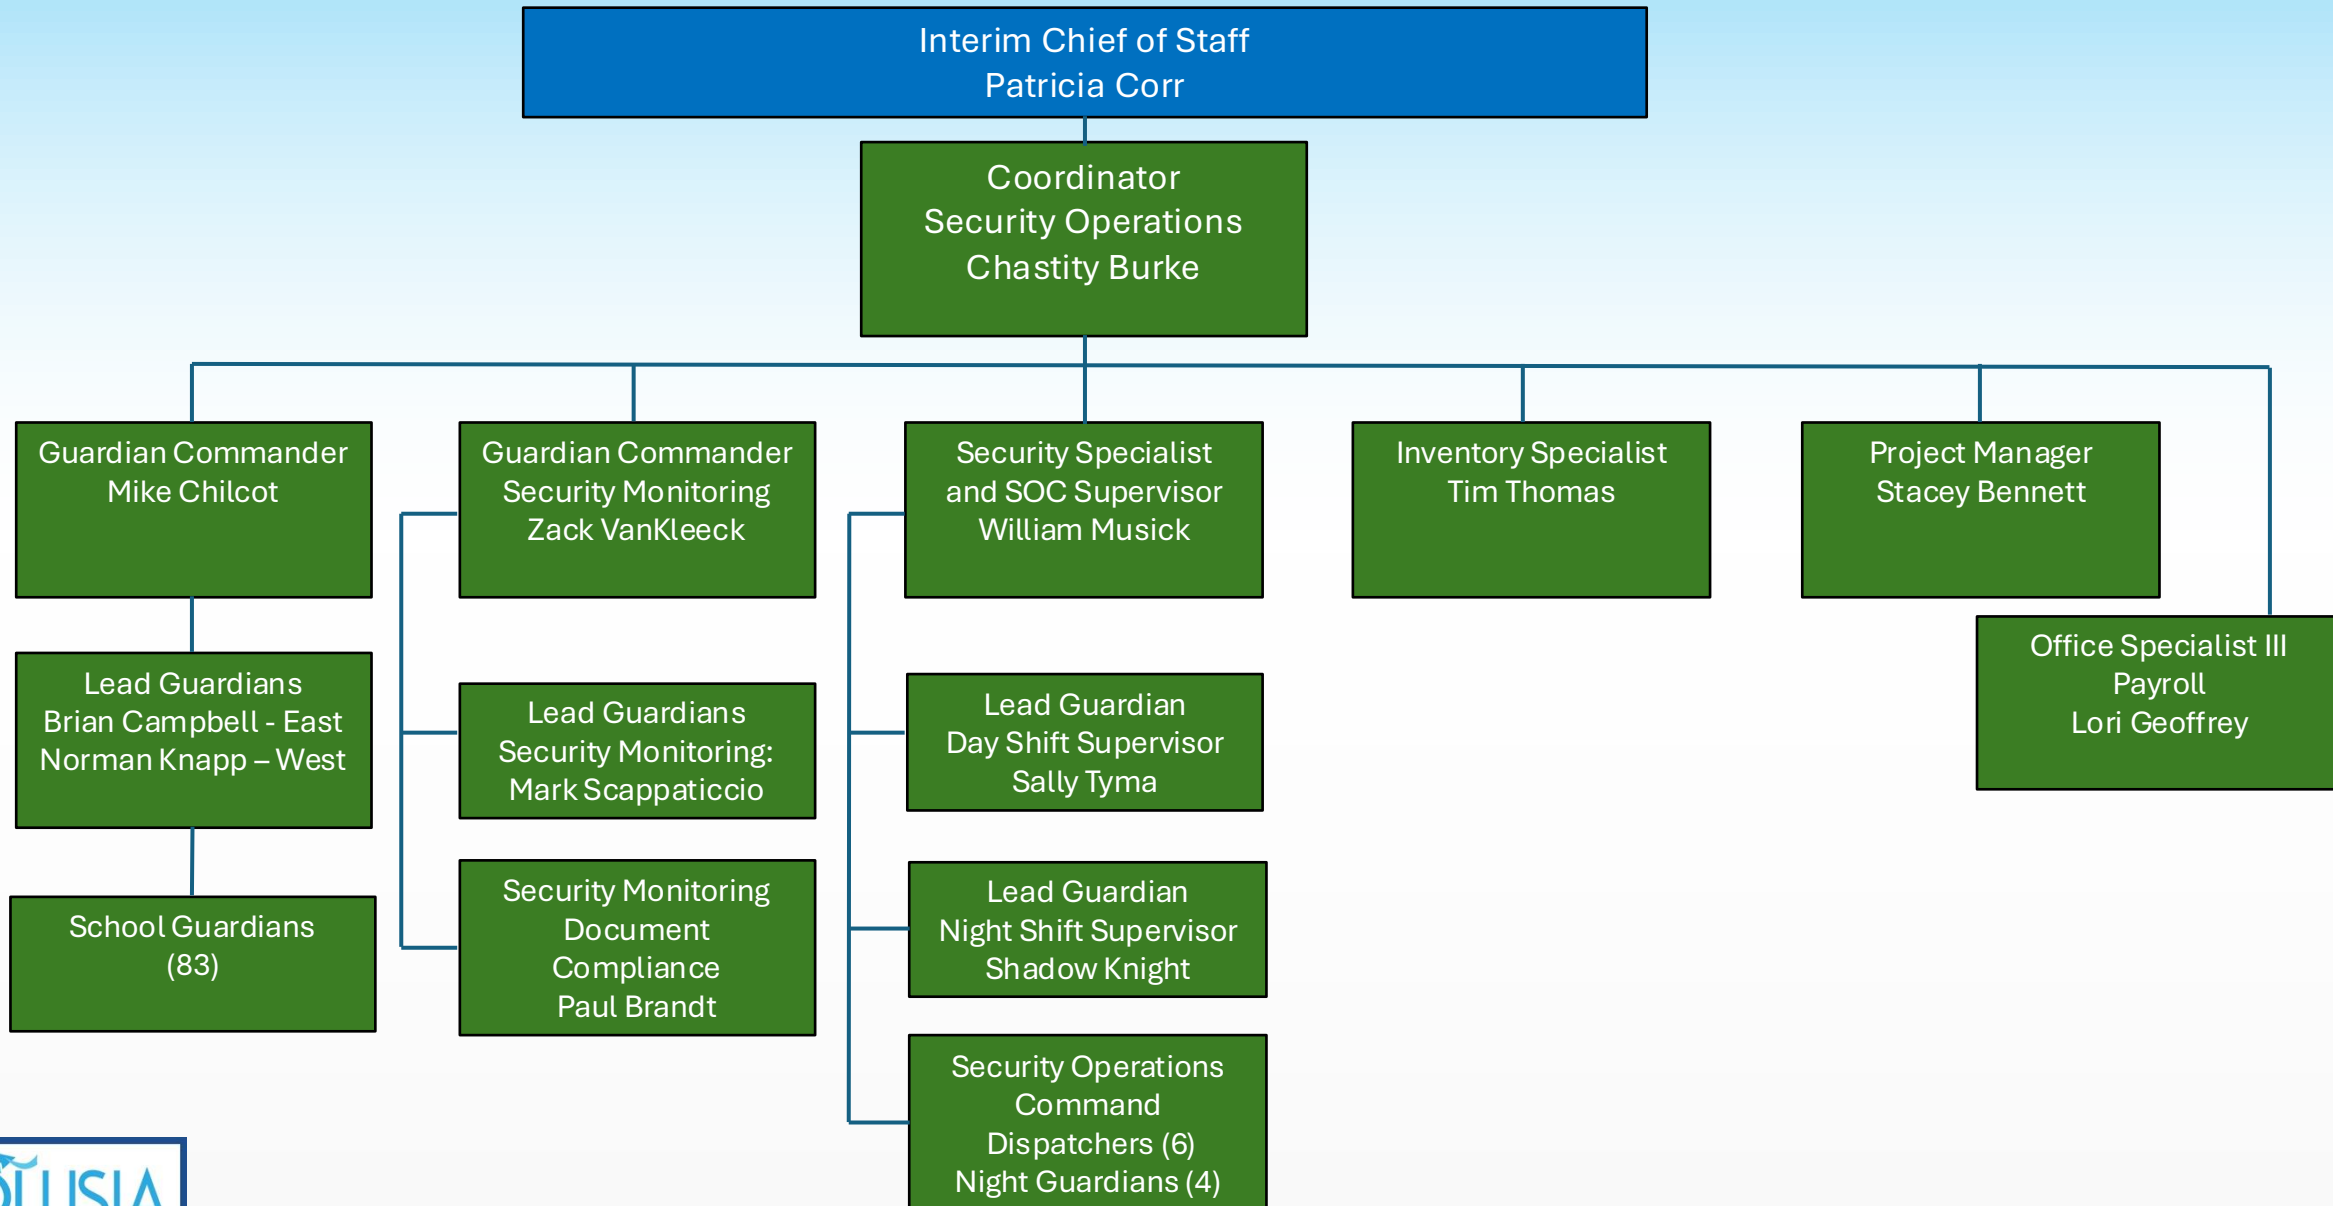 Interim Chief of Staff
Patricia Corr
Coordinator
Security Operations
Chastity Burke
Guardian Commander
Mike Chilcot
Guardian Commander
Security Monitoring
Zack VanKleeck
Security Specialist
and SOC Supervisor
William Musick
Inventory Specialist
Tim Thomas
Project Manager
Stacey Bennett
Office Specialist III
Payroll
Lori Geoffrey
Lead Guardians
Brian Campbell - East
Norman Knapp – West
Lead Guardians
Security Monitoring:
Mark Scappaticcio
Lead Guardian
Day Shift Supervisor
Sally Tyma
School Guardians
(83)
Security Monitoring
Document
Compliance
Paul Brandt
Lead Guardian
Night Shift Supervisor
Shadow Knight
Security Operations
Command
Dispatchers (6)
Night Guardians (4)